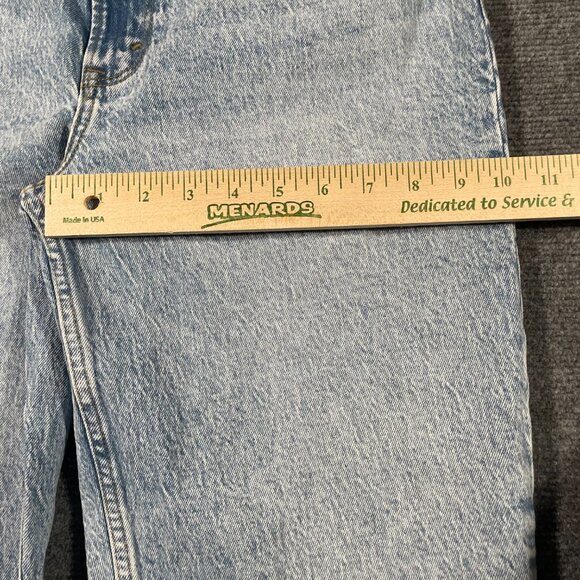 1 2 3 4 5 6 7 8 9 10 11
Made in USA
MENARDS
Dedicated to Service &